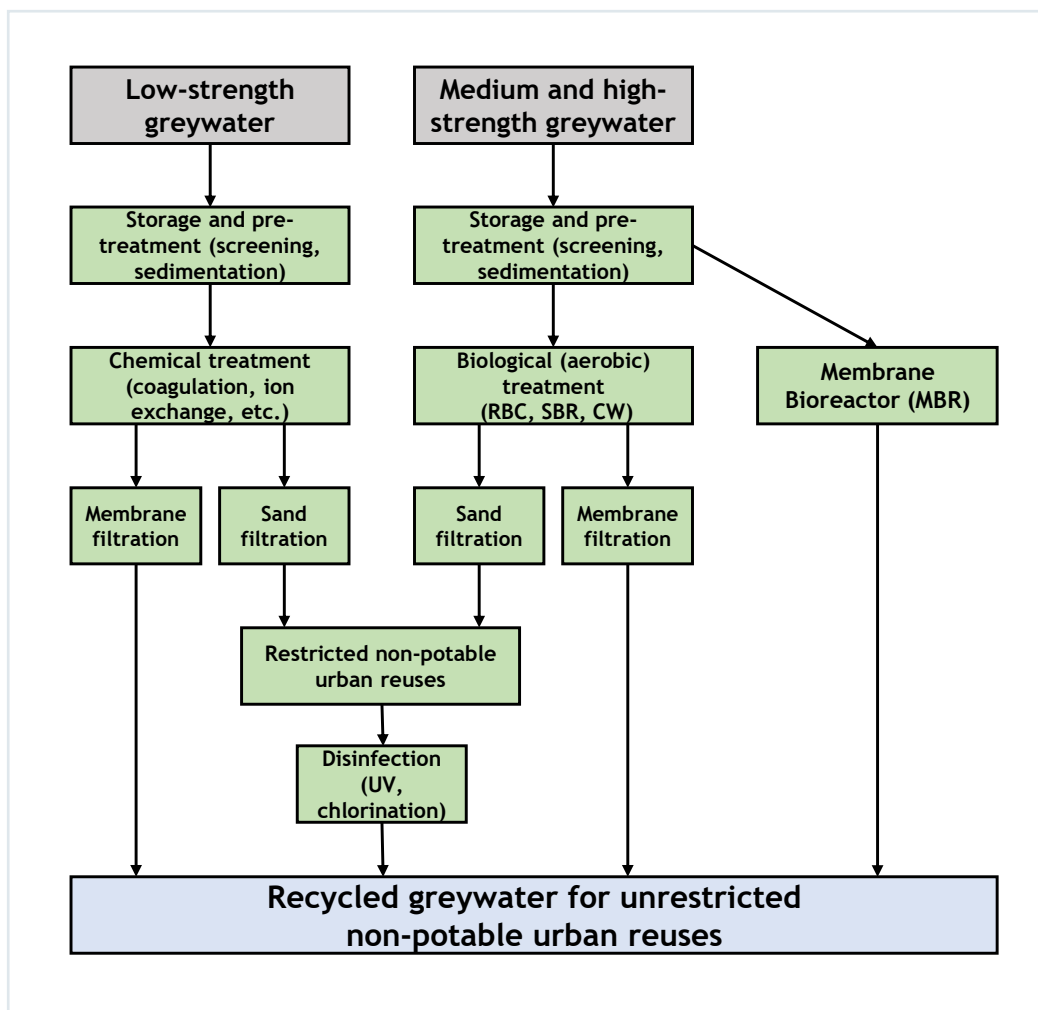 Low-strength
greywater
Medium and high-
strength greywater
Storage and pre-
treatment (screening,
sedimentation)
Storage and pre-
treatment (screening,
sedimentation)
Chemical treatment
(coagulation, ion
exchange, etc.)
Biological (aerobic)
treatment
(RBC, SBR, CW)
Membrane
Bioreactor (MBR)
Membrane
filtration
Sand
filtration
Sand
filtration
Membrane
filtration
Restricted non-potable
urban reuses
Disinfection
(UV,
chlorination)
Recycled greywater for unrestricted
non-potable urban reuses